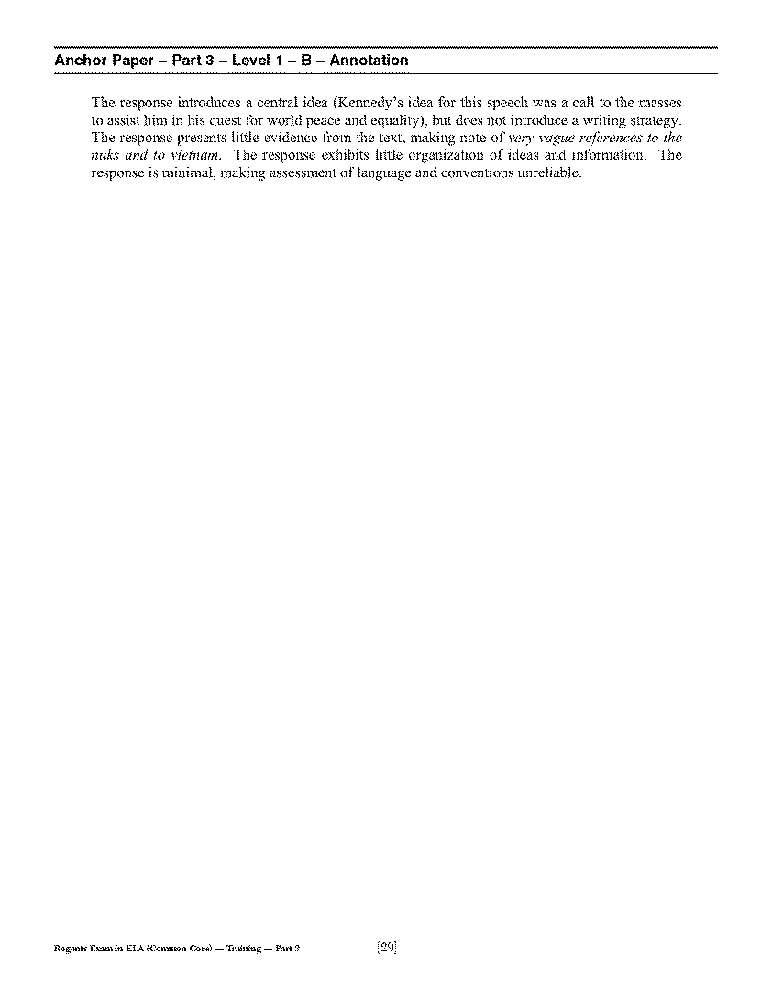 Anchor Paper – Part 3 – Level 1 – B – Annotation
The response introduces a central idea (Kennedy’s idea for this speech was a call to the masses
to assist him in his quest for world peace and equality), but does not introduce a writing strategy.
The response presents little evidence from the text, making note of very vague references to the
nuks and to vietnam. The response exhibits little organization of ideas and information. The
response is minimal, making assessment of language and conventions unreliable.
Regents Exam in ELA (Common Core) — Training — Part 3 [29]